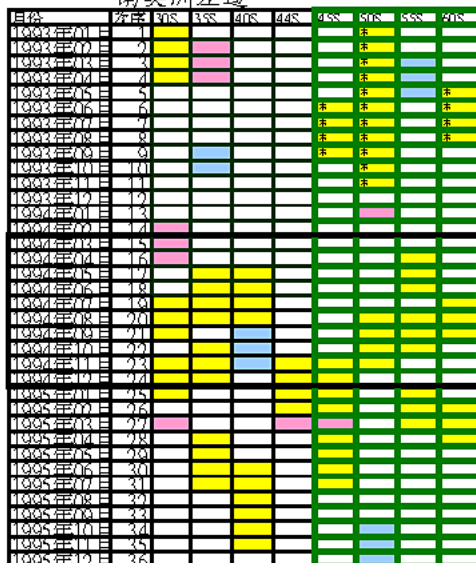 月份 次序 30S 35S 40S 44S 45S 50S 55S 60S
1993年01月 1 *
1993年02月 2 *
1993年03月 3 *
1993年04月 4 *
1993年05月 5 * *
1993年06月 6 * * *
1993年07月 7 * * *
1993年08月 8 * * *
1993年09月 9 * *
1993年10月 10 *
1993年11月 11 *
1993年12月 12
1994年01月 13
1994年02月 14
1994年03月 15
1994年04月 16
1994年05月 17
1994年06月 18
1994年07月 19
1994年08月 20
1994年09月 21
1994年10月 22
1994年11月 23
1994年12月 24
1995年01月 25
1995年02月 26
1995年03月 27
1995年04月 28
1995年05月 29
1995年06月 30
1995年07月 31
1995年08月 32
1995年09月 33
1995年10月 34
1995年11月 35
1995年12月 36